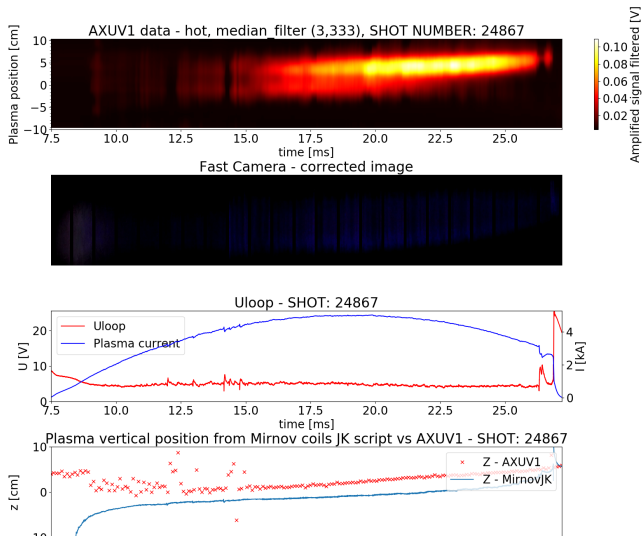 AXUV1 data - hot, median_filter (3,333), SHOT NUMBER: 24867
Plasma position [cm]
10
5
0
−5
−10
7.5 10.0 12.5 15.0 17.5 20.0 22.5 25.0
time [ms]
0.10
0.08
0.06
0.04
0.02
Amplified signal filtered [V]
Fast Camera - corrected image
Uloop - SHOT: 24867
U [V]
20
10
0
Uloop
Plasma current
4
2
0
I [kA]
7.5 10.0 12.5 15.0 17.5 20.0 22.5 25.0
time [ms]
Plasma vertical position from Mirnov coils JK script vs AXUV1 - SHOT: 24867
z [cm]
10
0
−10
Z - AXUV1
Z - MirnovJK